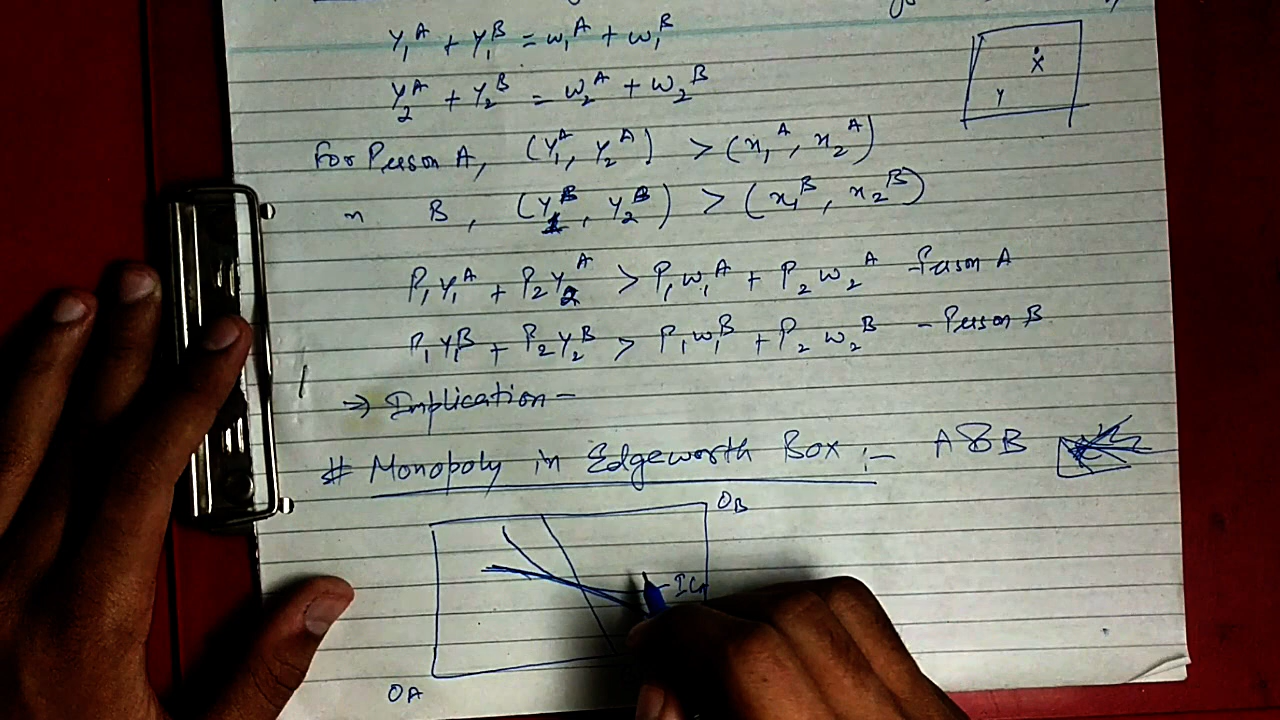 y₁ᴬ + y₁ᴮ = w₁ᴬ + w₁ᴮ
y₂ᴬ + y₂ᴮ = w₂ᴬ + w₂ᴮ
X
Y
For Person A, (y₁ᴬ, y₂ᴬ) > (x₁ᴬ, x₂ᴬ)
" B, (y₁ᴮ, y₂ᴮ) > (x₁ᴮ, x₂ᴮ)
P₁y₁ᴬ + P₂y₂ᴬ > P₁w₁ᴬ + P₂w₂ᴬ – Person A
P₁y₁ᴮ + P₂y₂ᴮ > P₁w₁ᴮ + P₂w₂ᴮ – Person B
→ Implication –
# Monopoly in Edgeworth Box :– A & B
OB
OA